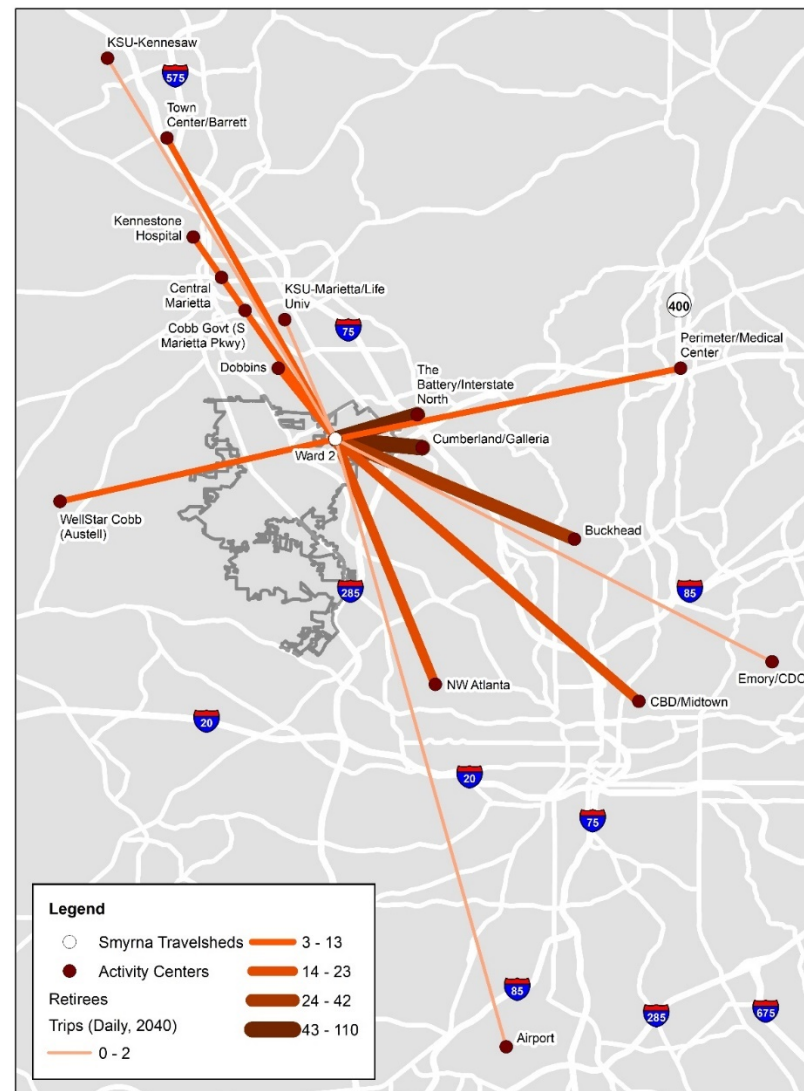 KSU-Kennesaw
575
Town
Center/Barrett
Kennestone
Hospital
Central
Marietta
KSU-Marietta/Life
Univ
Cobb Govt (S
Marietta Pkwy)
75
400
Perimeter/Medical
Center
Dobbins
The
Battery/Interstate
North
Cumberland/Galleria
Ward 2
WellStar Cobb
(Austell)
Buckhead
285
85
Emory/CDC
NW Atlanta
CBD/Midtown
20
20
75
Legend
Smyrna Travelsheds
Activity Centers
Retirees
Trips (Daily, 2040)
0 - 2
3 - 13
14 - 23
24 - 42
43 - 110
85
285
675
Airport